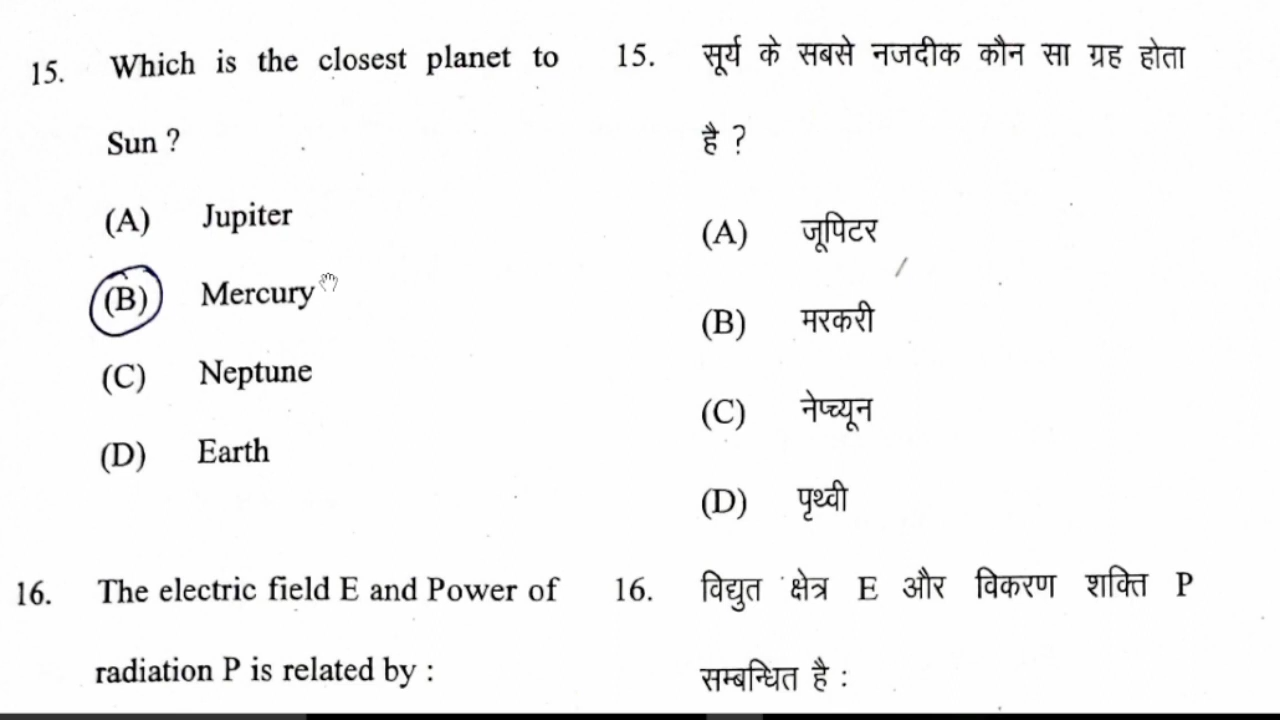 15. Which is the closest planet to
Sun ?
(A) Jupiter
(B) Mercury
(C) Neptune
(D) Earth
16. The electric field E and Power of
radiation P is related by :
15. सूर्य के सबसे नजदीक कौन सा ग्रह होता
है ?
(A) जूपिटर
(B) मरकरी
(C) नेप्च्यून
(D) पृथ्वी
16. विद्युत क्षेत्र E और विकरण शक्ति P
सम्बन्धित है :